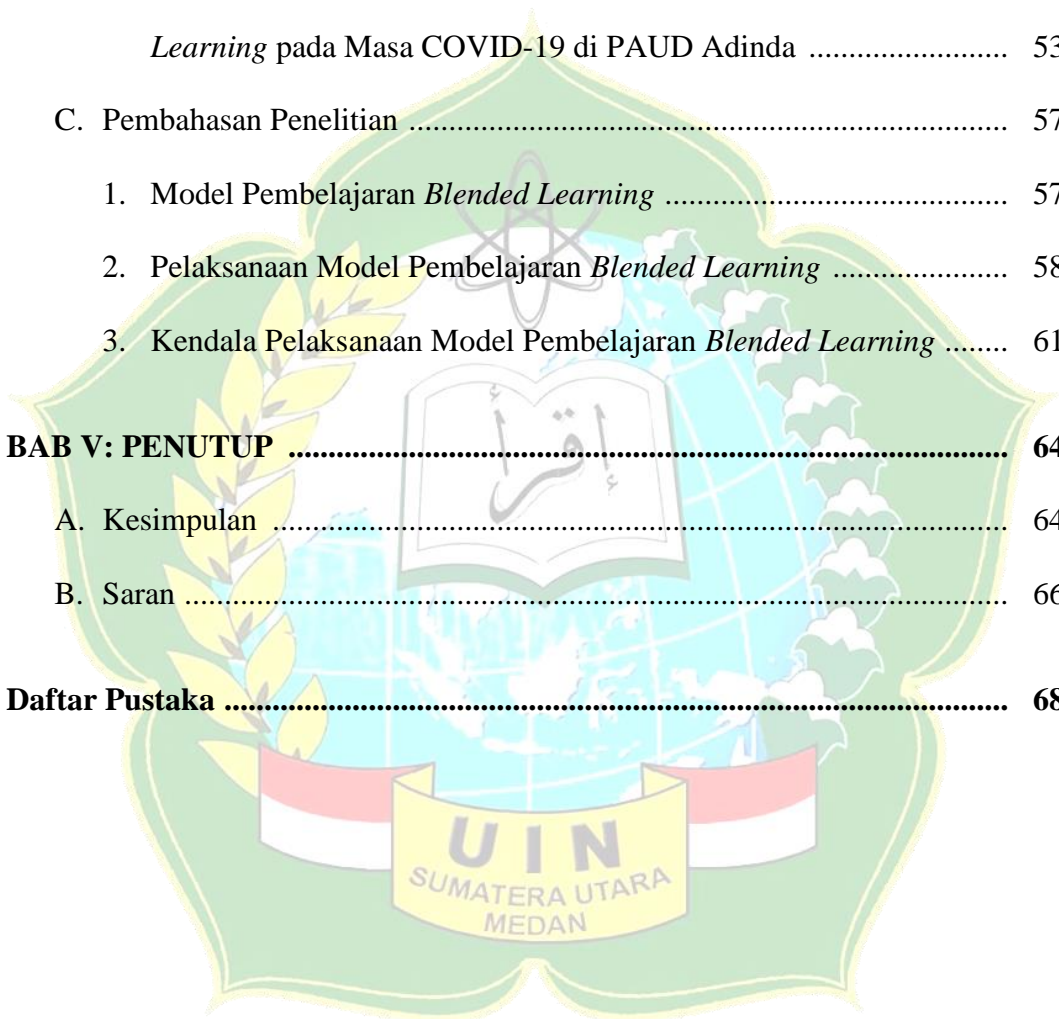 Learning pada Masa COVID-19 di PAUD Adinda ....................... 53
C. Pembahasan Penelitian ...................................................................... 57
1. Model Pembelajaran Blended Learning ........................................ 57
2. Pelaksanaan Model Pembelajaran Blended Learning .................... 58
3. Kendala Pelaksanaan Model Pembelajaran Blended Learning ........ 61
BAB V: PENUTUP ................................................................................... 64
A. Kesimpulan ...................................................................................... 64
إقرأ
B. Saran ................................................................................................ 66
Daftar Pustaka .......................................................................................... 68
UIN
SUMATERA UTARA
MEDAN